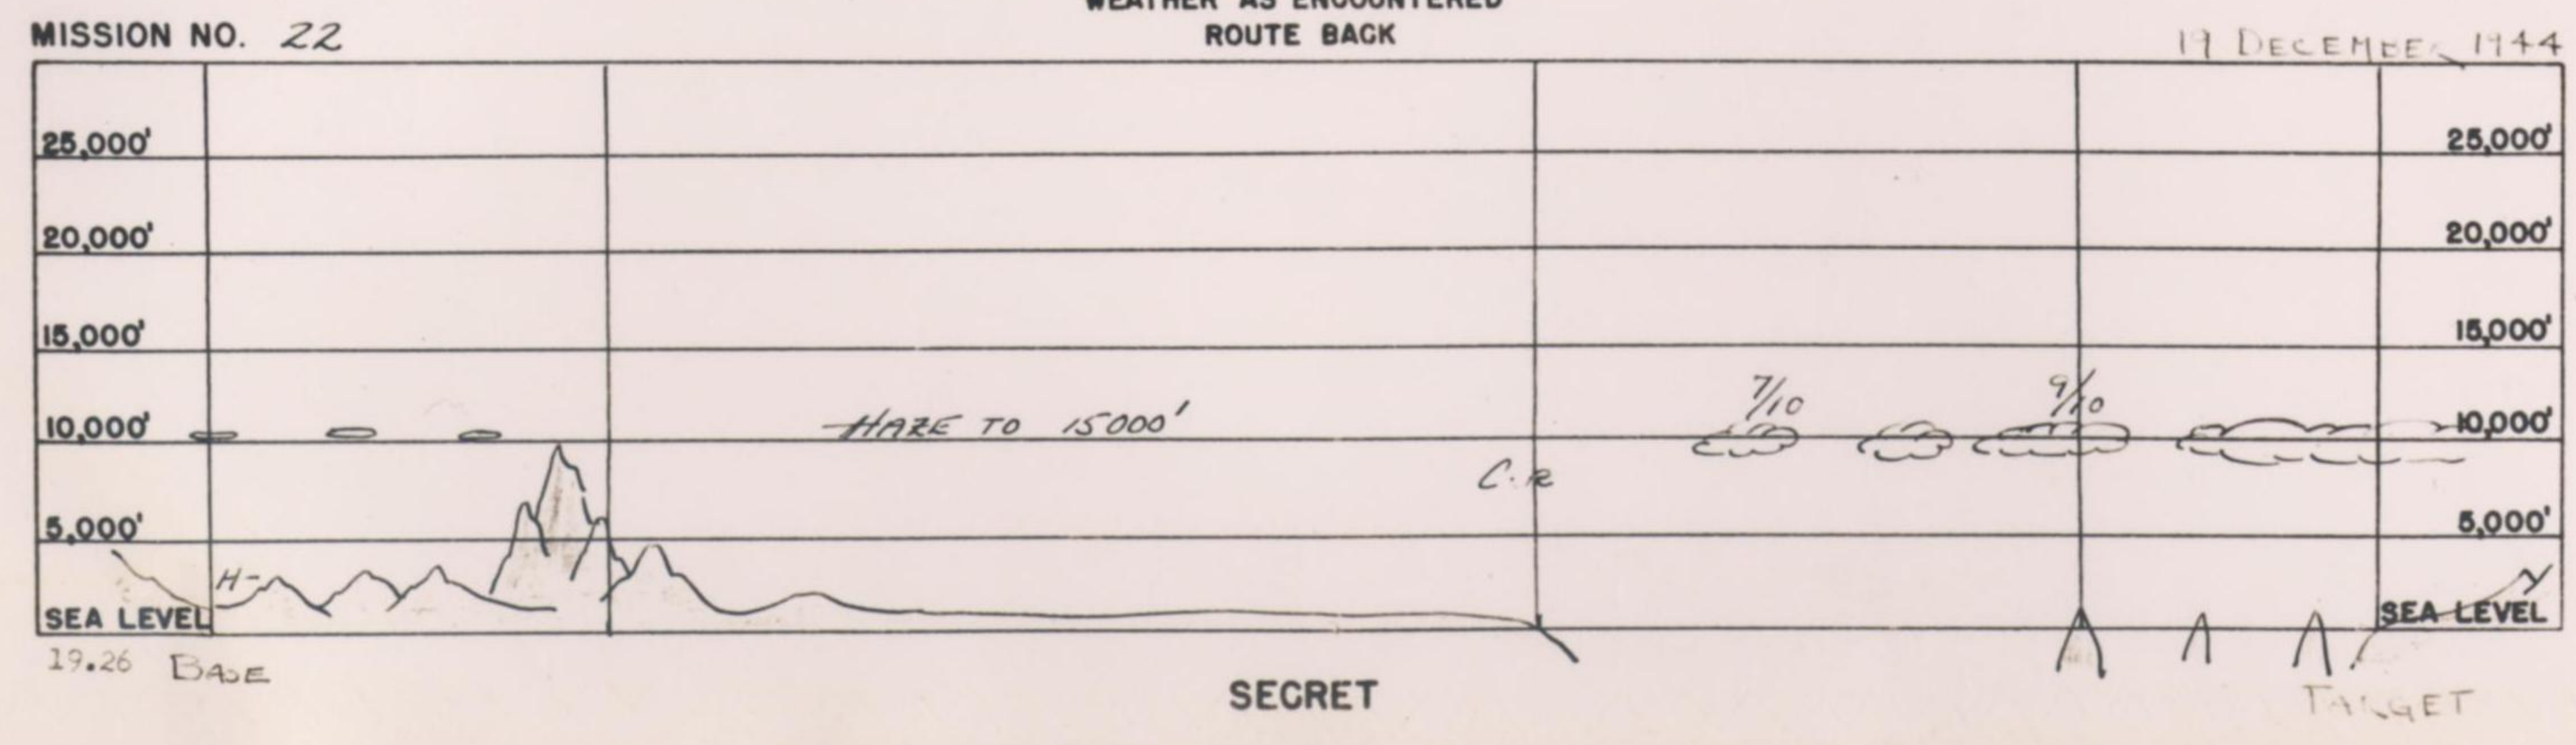 WEATHER AS ENCOUNTERED
ROUTE BACK
MISSION NO. 22
19 DECEMBER 1944
25,000' 25,000'
20,000' 20,000'
15,000' 15,000'
7/10 9/10
10,000' HAZE TO 15000' 10,000'
C.R
5,000' 5,000'
H
SEA LEVEL SEA LEVEL
19.26 BASE
SECRET
TARGET